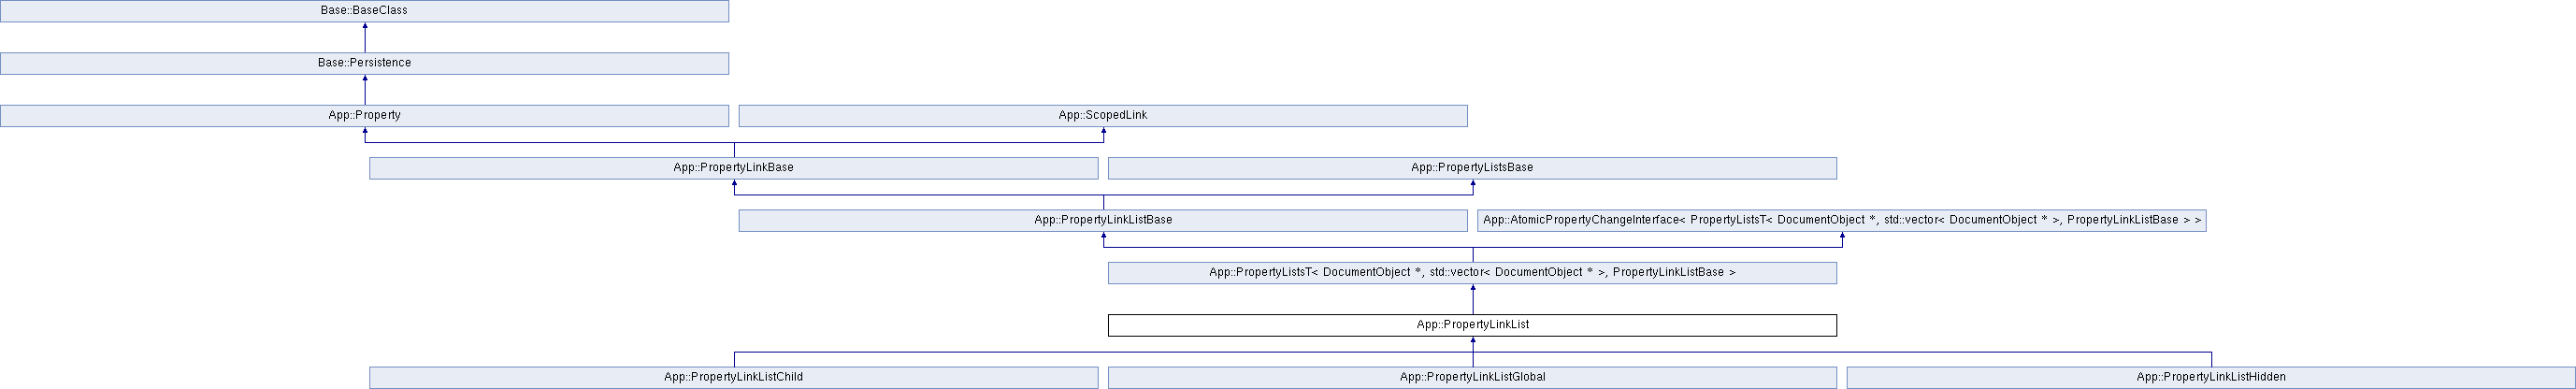 Base::BaseClass
Base::Persistence
App::Property
App::ScopedLink
App::PropertyLinkBase
App::PropertyListsBase
App::PropertyLinkListBase
App::AtomicPropertyChangeInterface< PropertyListsT< DocumentObject *, std::vector< DocumentObject * >, PropertyLinkListBase > >
App::PropertyListsT< DocumentObject *, std::vector< DocumentObject * >, PropertyLinkListBase >
App::PropertyLinkList
App::PropertyLinkListChild
App::PropertyLinkListGlobal
App::PropertyLinkListHidden